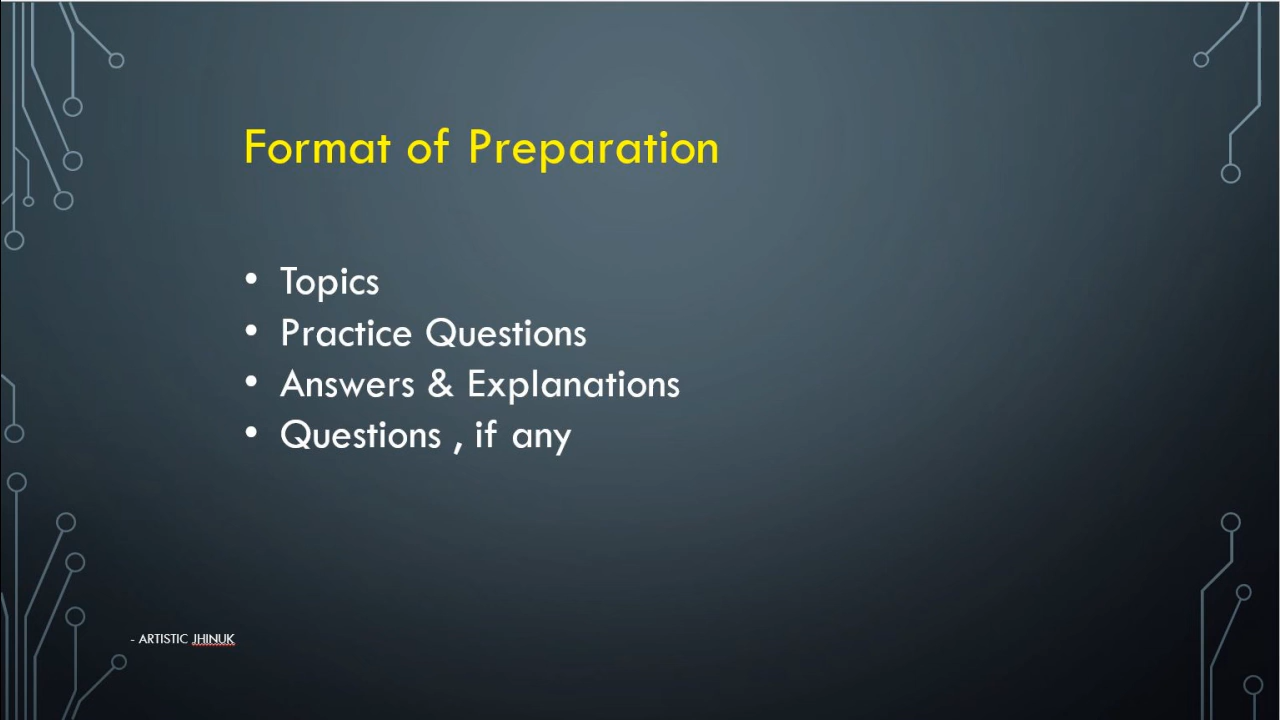 Format of Preparation
• Topics
• Practice Questions
• Answers & Explanations
• Questions , if any
- ARTISTIC JHINUK